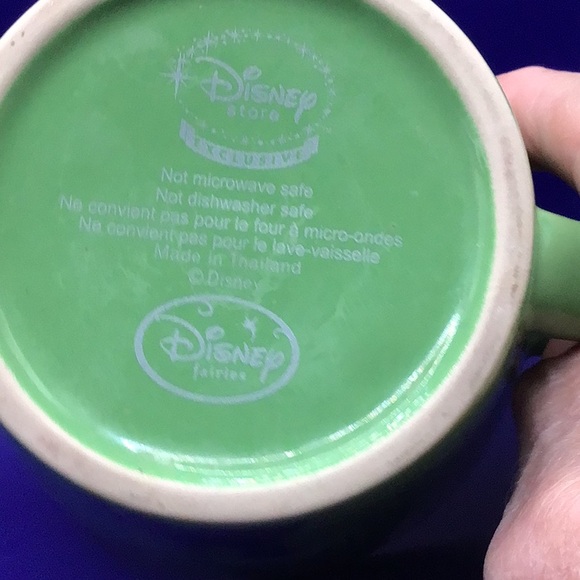 Disney
store
EXCLUSIVE
Not microwave safe
Not dishwasher safe
Ne convient pas pour le four à micro-ondes
Ne convient pas pour le lave-vaisselle
Made in Thailand
©Disney
Disney
fairies